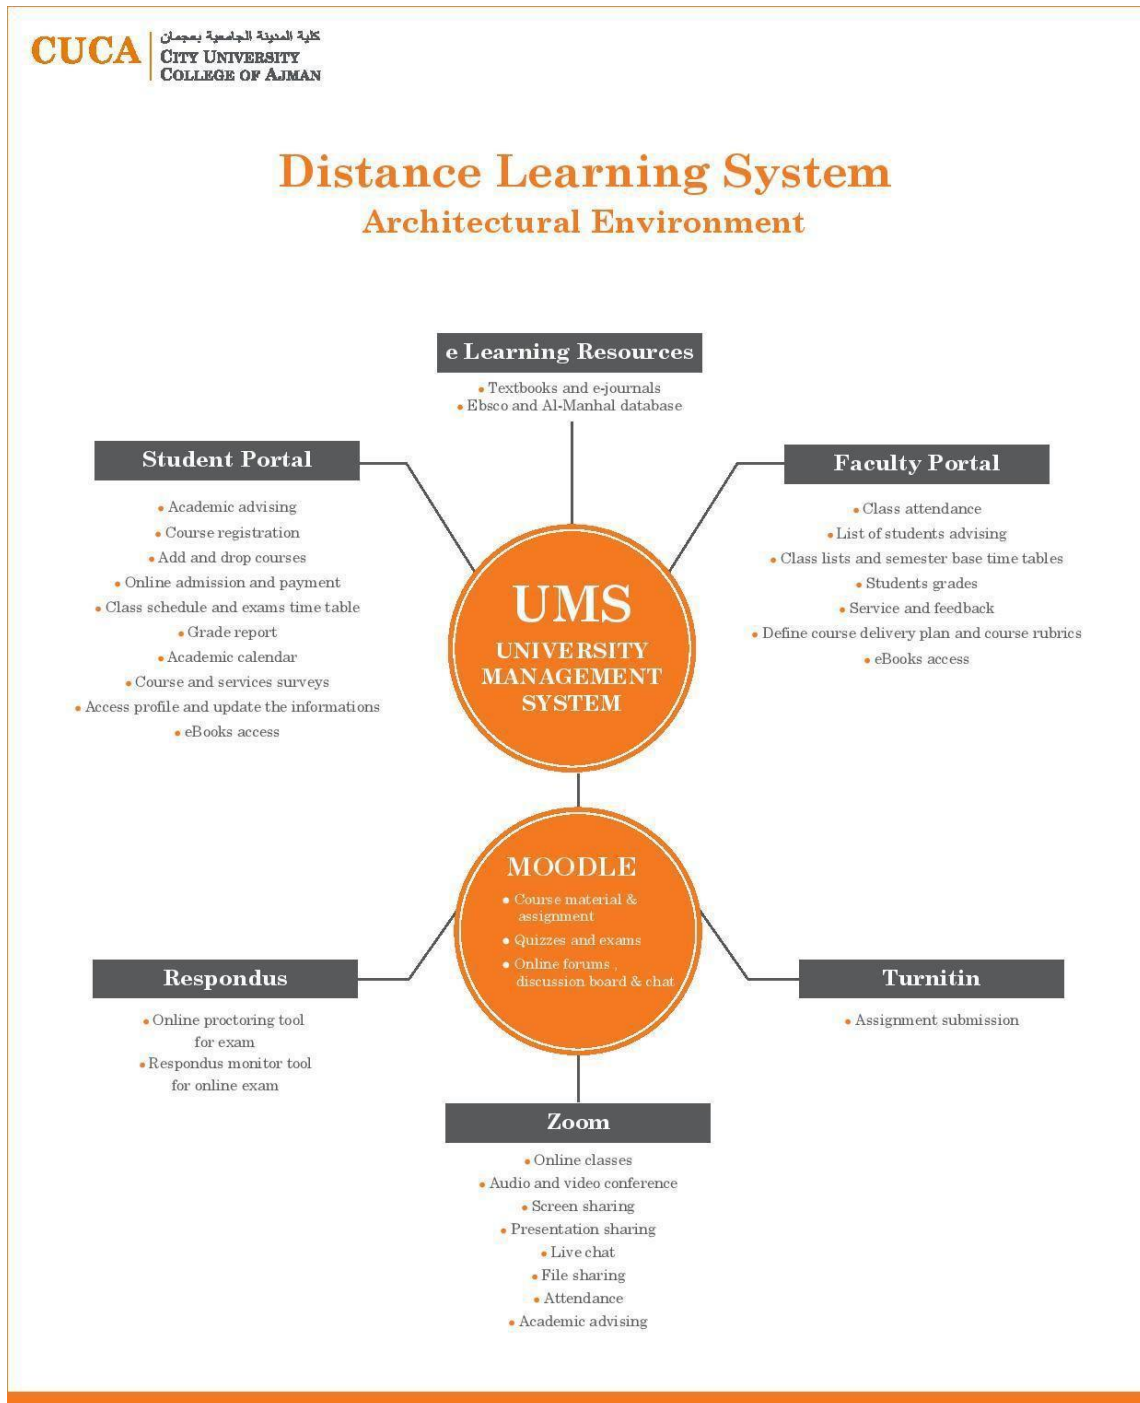 CUCA
كلية المدينة الجامعية بعجمان
CITY UNIVERSITY
COLLEGE OF AJMAN
Distance Learning System
Architectural Environment
e Learning Resources
• Textbooks and e-journals
• Ebsco and Al-Manhal database
Student Portal
• Academic advising
• Course registration
• Add and drop courses
• Online admission and payment
• Class schedule and exams time table
• Grade report
• Academic calendar
• Course and services surveys
• Access profile and update the informations
• eBooks access
Faculty Portal
• Class attendance
• List of students advising
• Class lists and semester base time tables
• Students grades
• Service and feedback
• Define course delivery plan and course rubrics
• eBooks access
UMS
UNIVERSITY
MANAGEMENT
SYSTEM
MOODLE
• Course material &
assignment
• Quizzes and exams
• Online forums ,
discussion board & chat
Respondus
• Online proctoring tool
for exam
• Respondus monitor tool
for online exam
Turnitin
• Assignment submission
Zoom
• Online classes
• Audio and video conference
• Screen sharing
• Presentation sharing
• Live chat
• File sharing
• Attendance
• Academic advising